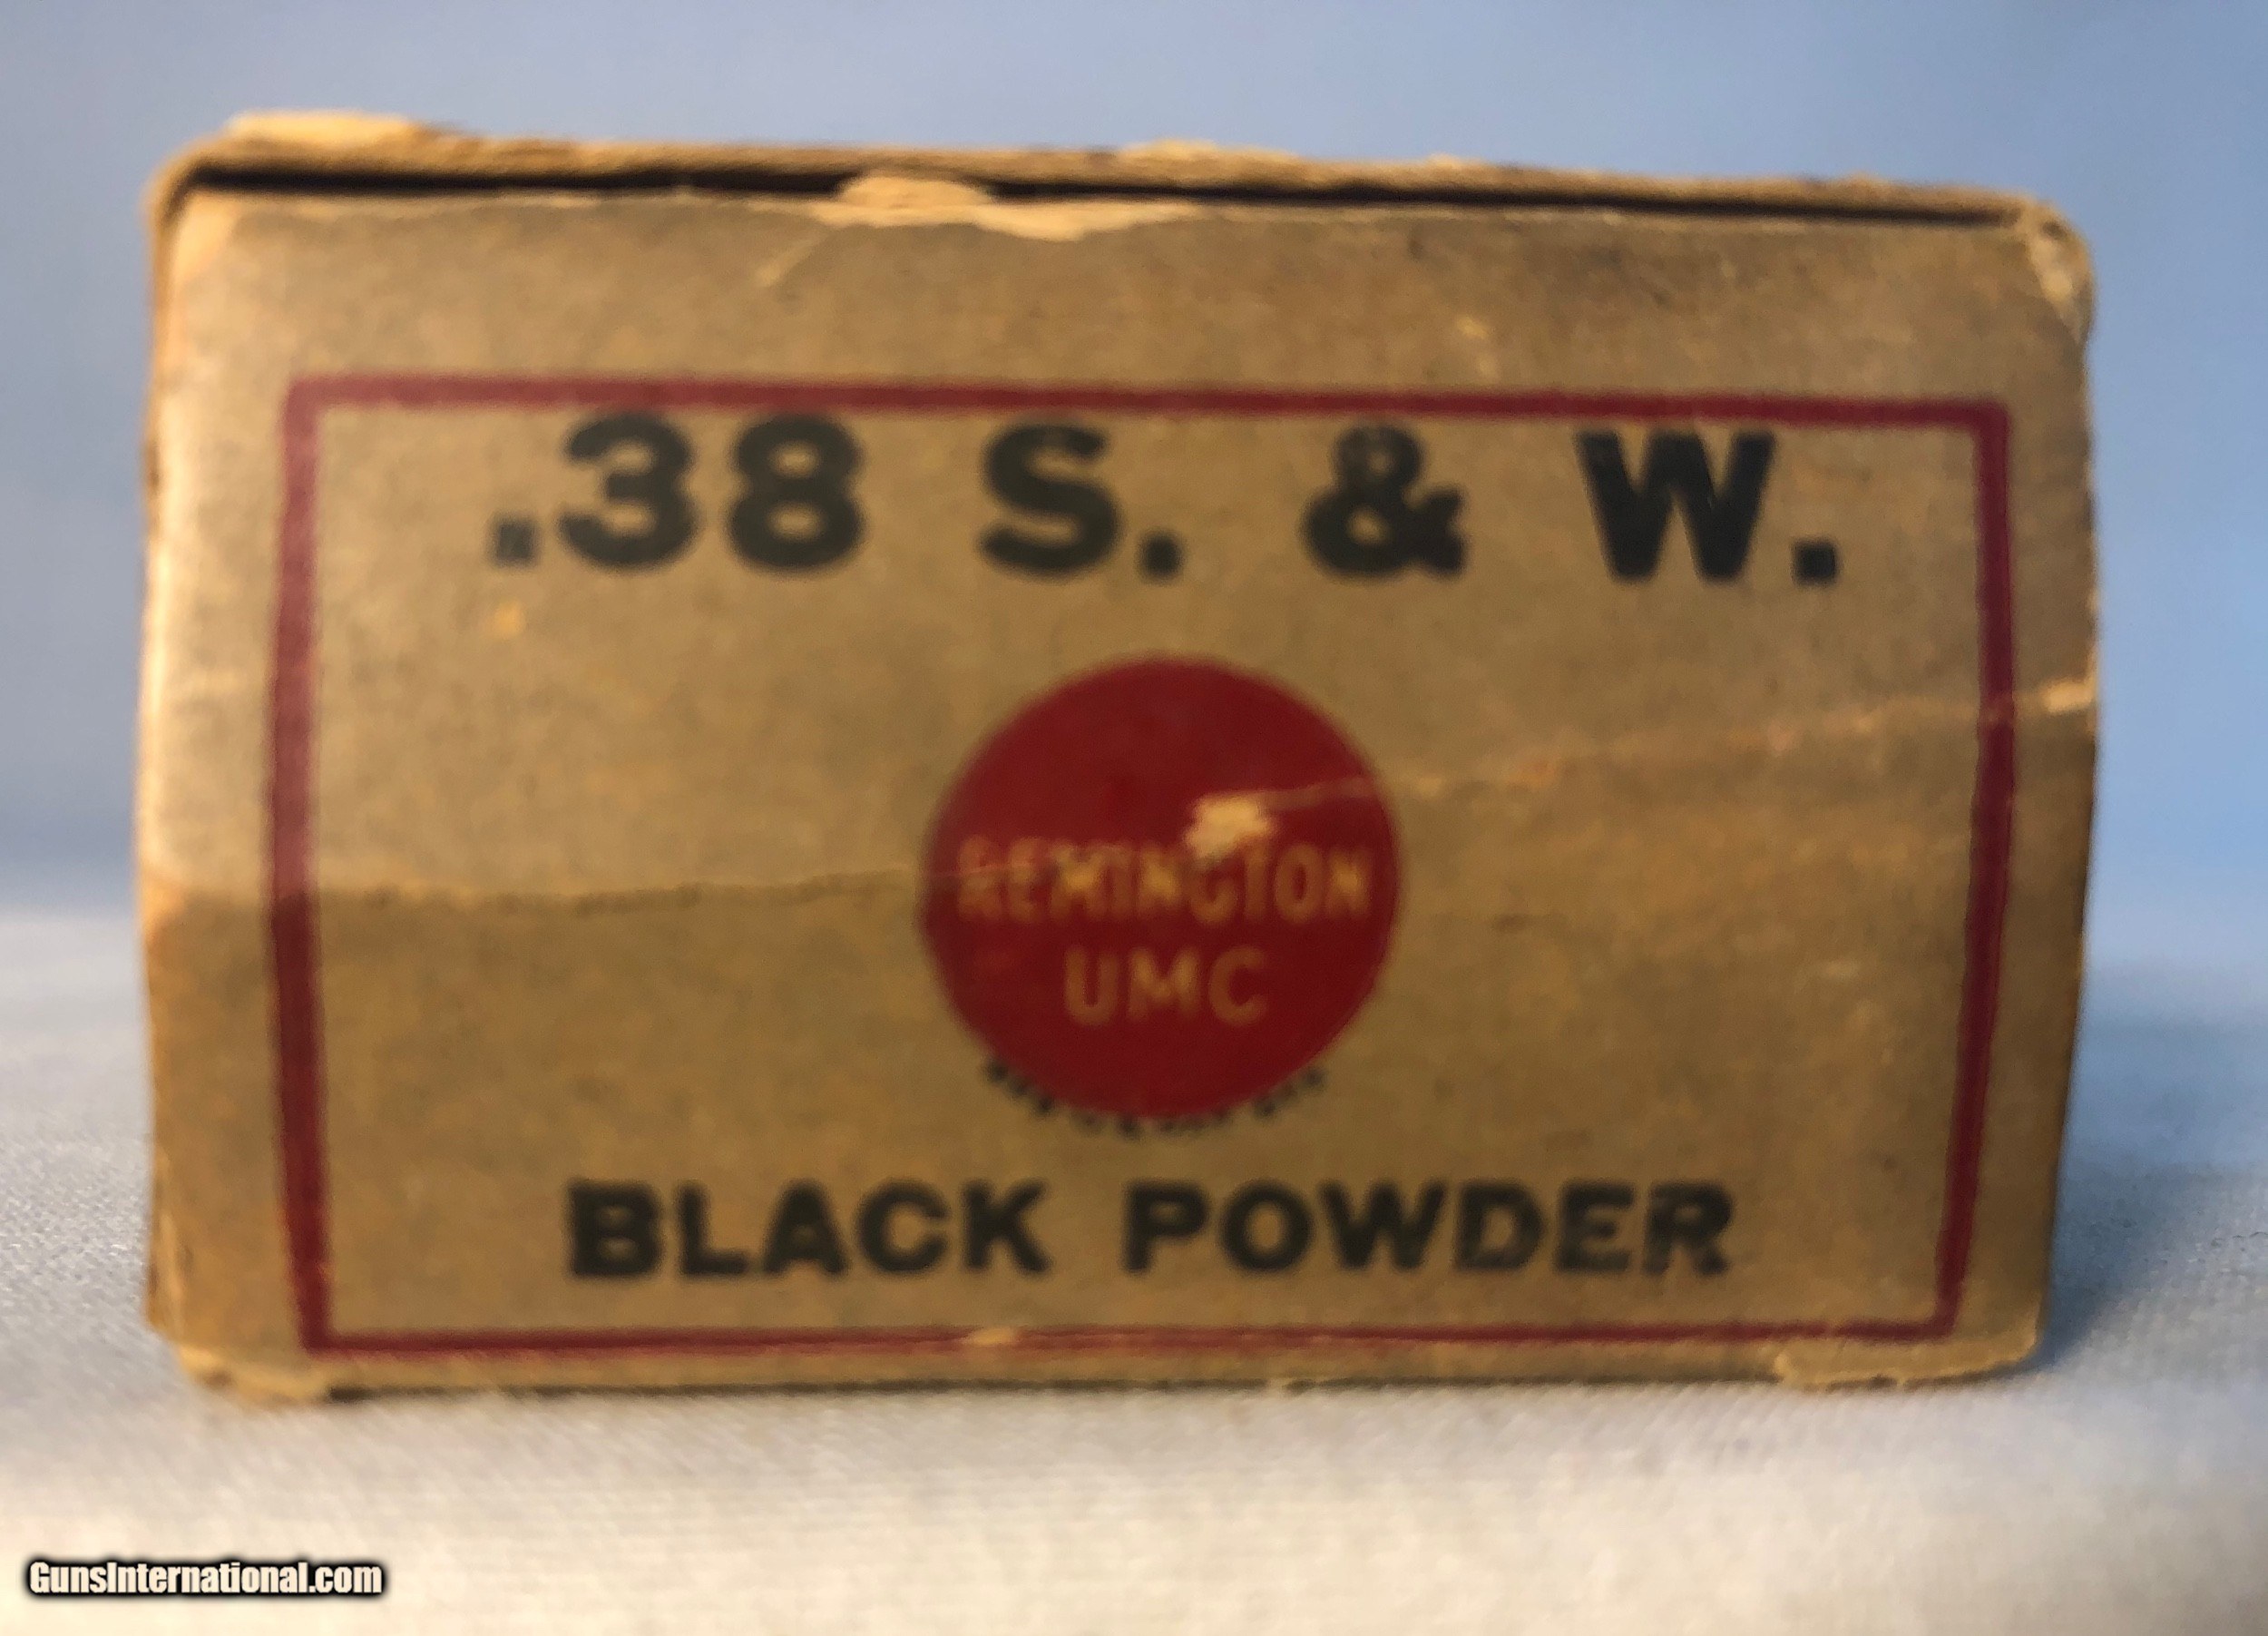 .38 S. & W.
REMINGTON
UMC
BLACK POWDER
GunsInternational.com